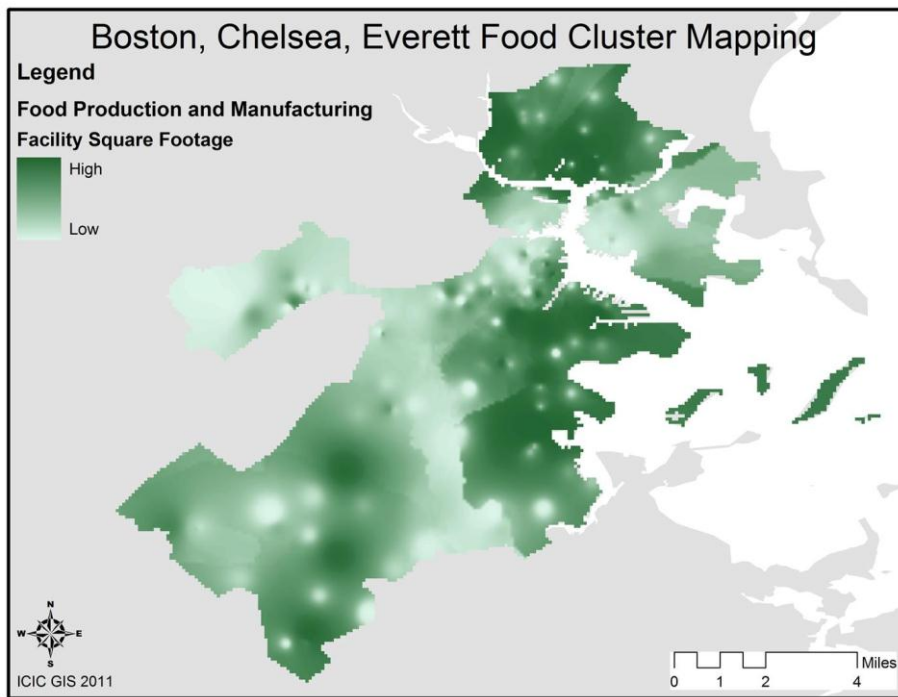 Boston, Chelsea, Everett Food Cluster Mapping
Legend
Food Production and Manufacturing
Facility Square Footage
High
Low
N
W E
S
ICIC GIS 2011
Miles
0 1 2 4